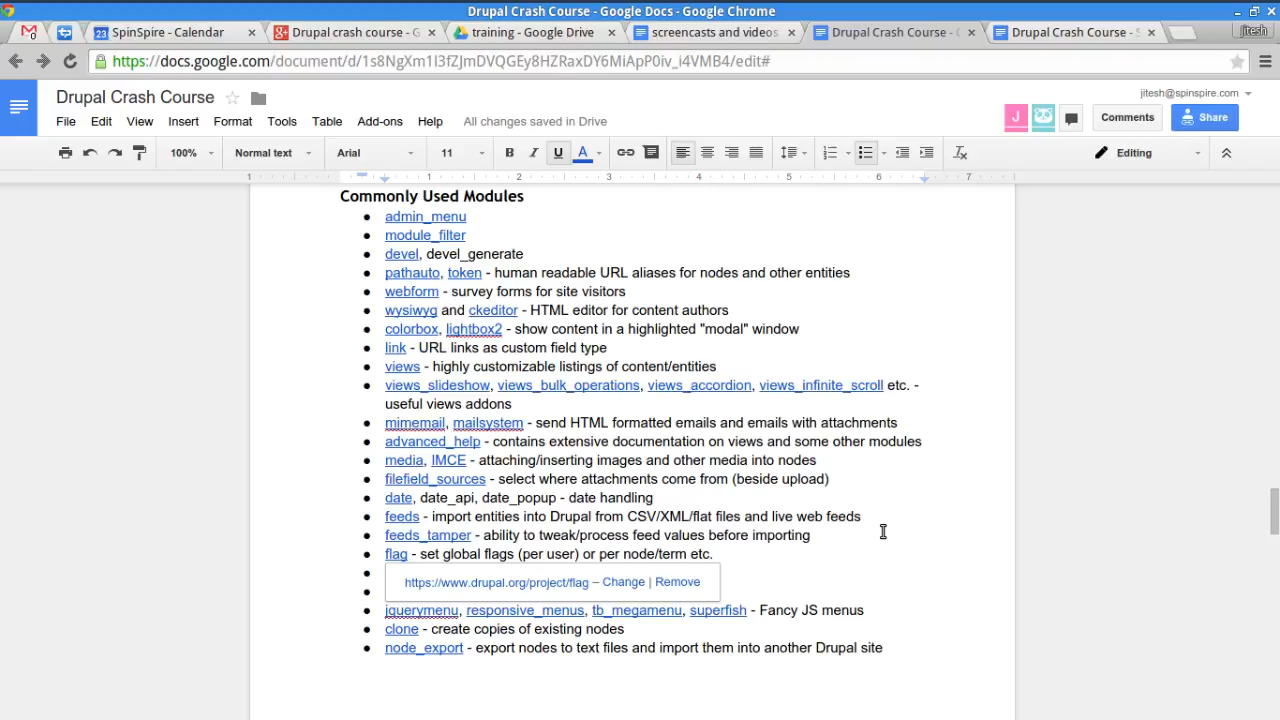 Drupal Crash Course - Google Docs - Google Chrome
23 SpinSpire - Calendar
Drupal crash course - G
training - Google Drive
screencasts and videos
Drupal Crash Course -
Drupal Crash Course - S
jitesh
https://docs.google.com/document/d/1s8NgXm1I3fZJmDVQGEy8HZRaxDY6MiApP0iv_i4VMB4/edit#
Drupal Crash Course
jitesh@spinspire.com
File Edit View Insert Format Tools Table Add-ons Help All changes saved in Drive
J
Comments
Share
100% Normal text Arial 11 B I U A Editing
1 1 2 3 4 5 6 7
Commonly Used Modules
● admin_menu
● module_filter
● devel, devel_generate
● pathauto, token - human readable URL aliases for nodes and other entities
● webform - survey forms for site visitors
● wysiwyg and ckeditor - HTML editor for content authors
● colorbox, lightbox2 - show content in a highlighted "modal" window
● link - URL links as custom field type
● views - highly customizable listings of content/entities
● views_slideshow, views_bulk_operations, views_accordion, views_infinite_scroll etc. -
useful views addons
● mimemail, mailsystem - send HTML formatted emails and emails with attachments
● advanced_help - contains extensive documentation on views and some other modules
● media, IMCE - attaching/inserting images and other media into nodes
● filefield_sources - select where attachments come from (beside upload)
● date, date_api, date_popup - date handling
● feeds - import entities into Drupal from CSV/XML/flat files and live web feeds
● feeds_tamper - ability to tweak/process feed values before importing
● flag - set global flags (per user) or per node/term etc.
https://www.drupal.org/project/flag – Change | Remove
● jquerymenu, responsive_menus, tb_megamenu, superfish - Fancy JS menus
● clone - create copies of existing nodes
● node_export - export nodes to text files and import them into another Drupal site